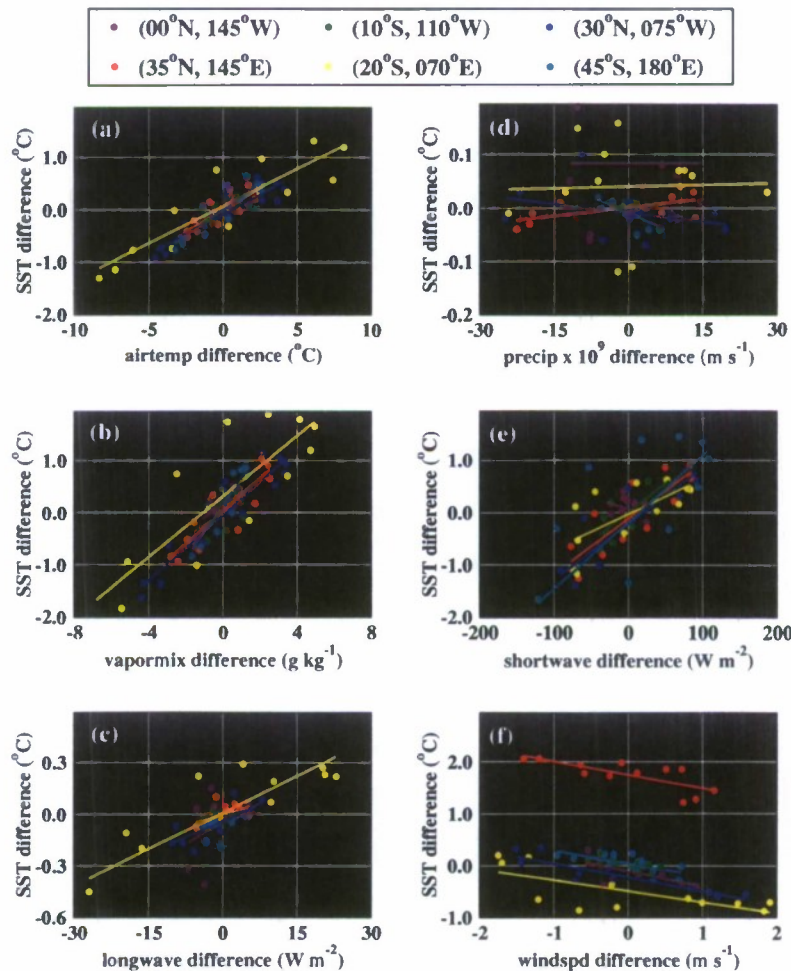 (00°N, 145°W) (10°S, 110°W) (30°N, 075°W)
(35°N, 145°E) (20°S, 070°E) (45°S, 180°E)
(a)
SST difference (°C)
1.0
0.0
-1.0
-2.0
-10 -5 0 5 10
airtemp difference (°C)
(d)
SST difference (°C)
0.1
0.0
-0.1
-0.2
-30 -15 0 15 30
precip x 10⁹ difference (m s⁻¹)
(b)
SST difference (°C)
1.0
0.0
-1.0
-2.0
-8 -4 0 4 8
vapormix difference (g kg⁻¹)
(e)
SST difference (°C)
1.0
0.0
-1.0
-2.0
-200 -100 0 100 200
shortwave difference (W m⁻²)
(c)
SST difference (°C)
0.3
0.0
-0.3
-0.6
-30 -15 0 15 30
longwave difference (W m⁻²)
(f)
SST difference (°C)
2.0
1.0
0.0
-1.0
-2 -1 0 1 2
windspd difference (m s⁻¹)